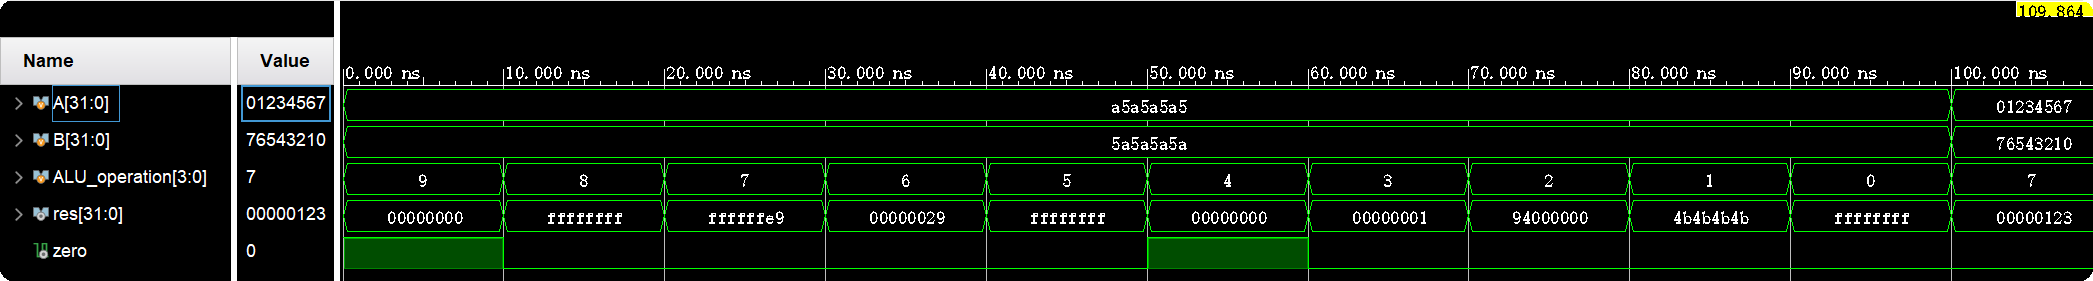 109.864
Name Value
0.000 ns 10.000 ns 20.000 ns 30.000 ns 40.000 ns 50.000 ns 60.000 ns 70.000 ns 80.000 ns 90.000 ns 100.000 ns
A[31:0] 01234567 a5a5a5a5 01234567
B[31:0] 76543210 5a5a5a5a 76543210
ALU_operation[3:0] 7 9 8 7 6 5 4 3 2 1 0 7
res[31:0] 00000123 00000000 ffffffff ffffffe9 00000029 ffffffff 00000000 00000001 94000000 4b4b4b4b ffffffff 00000123
zero 0